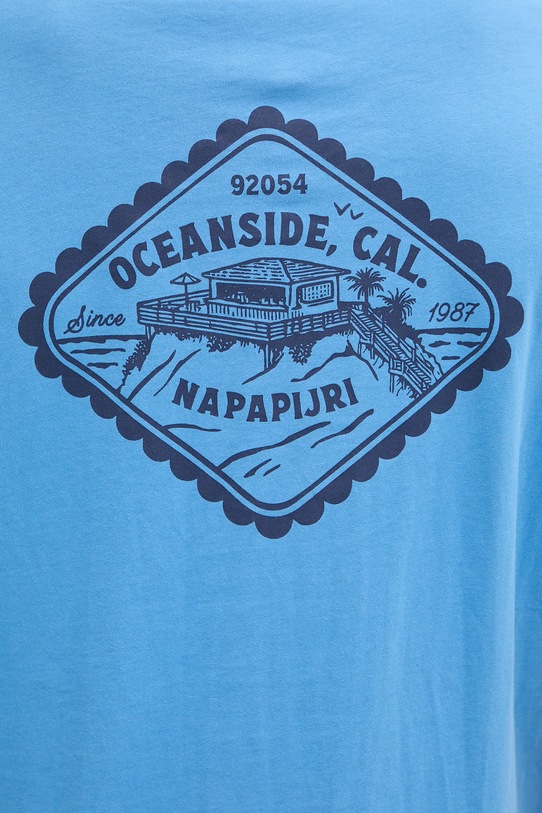 92054
OCEANSIDE, CAL.
Since 1987
NAPAPIJRI